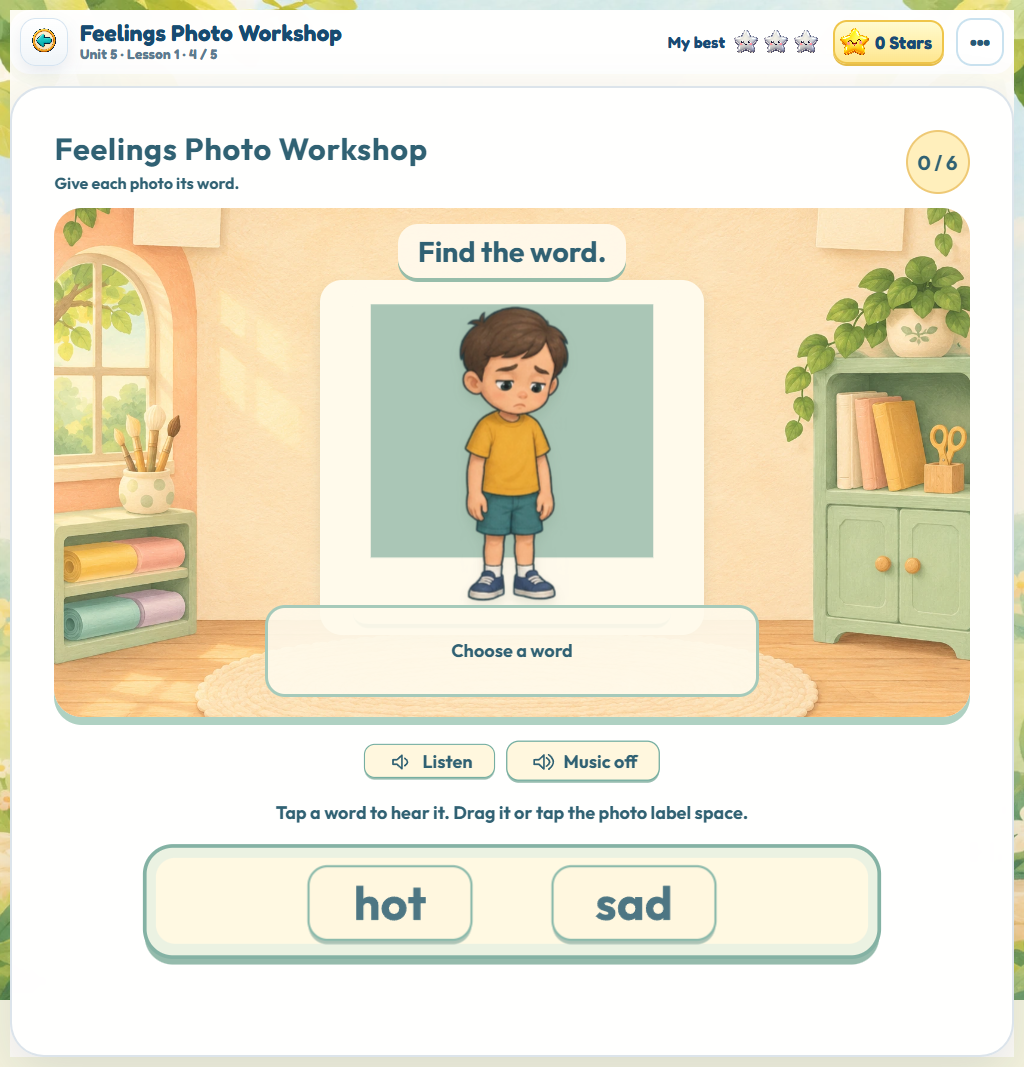 Feelings Photo Workshop
Unit 5 · Lesson 1 · 4 / 5
My best
0 Stars
Feelings Photo Workshop
Give each photo its word.
0 / 6
Find the word.
Choose a word
Listen
Music off
Tap a word to hear it. Drag it or tap the photo label space.
hot
sad